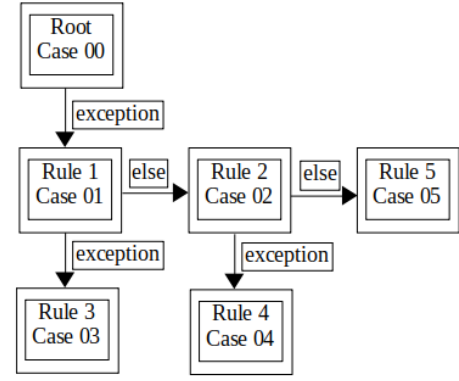 Root
Case 00
exception
Rule 1
Case 01
else
Rule 2
Case 02
else
Rule 5
Case 05
exception
exception
Rule 3
Case 03
Rule 4
Case 04